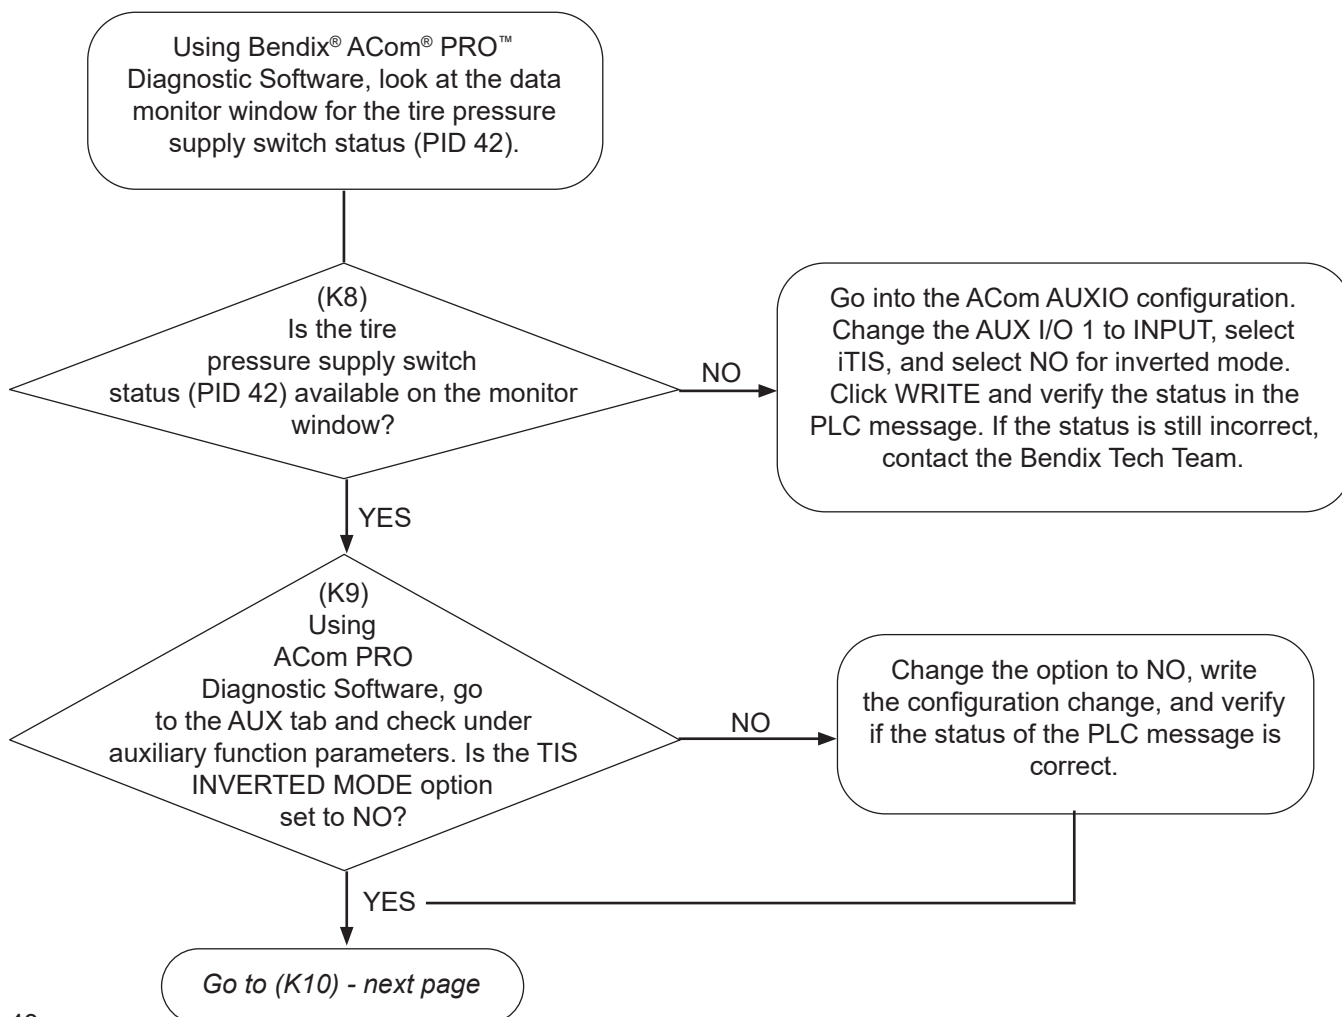 Using Bendix® ACom® PRO™
Diagnostic Software, look at the data
monitor window for the tire pressure
supply switch status (PID 42).
(K8)
Is the tire
pressure supply switch
status (PID 42) available on the monitor
window?
NO
Go into the ACom AUXIO configuration.
Change the AUX I/O 1 to INPUT, select
iTIS, and select NO for inverted mode.
Click WRITE and verify the status in the
PLC message. If the status is still incorrect,
contact the Bendix Tech Team.
YES
(K9)
Using
ACom PRO
Diagnostic Software, go
to the AUX tab and check under
auxiliary function parameters. Is the TIS
INVERTED MODE option
set to NO?
NO
Change the option to NO, write
the configuration change, and verify
if the status of the PLC message is
correct.
YES
Go to (K10) - next page